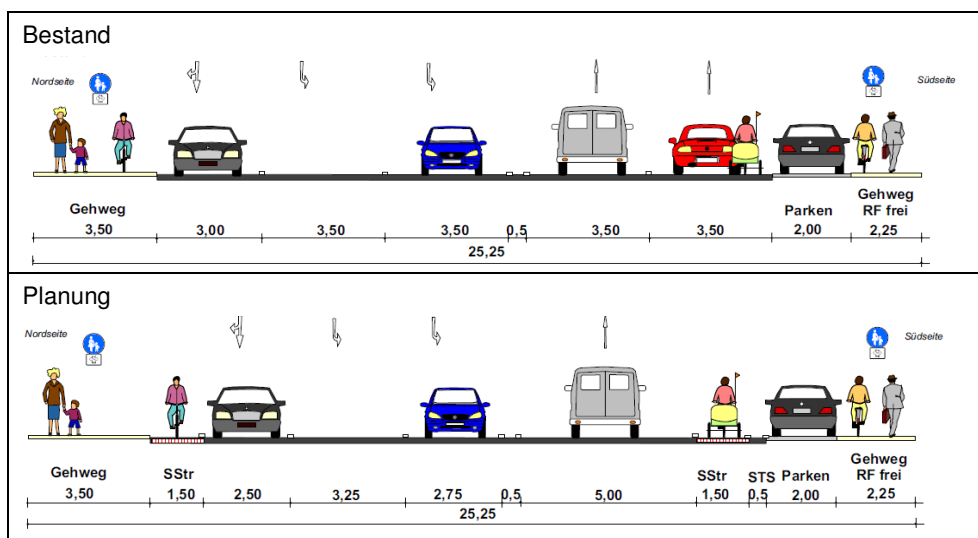 Bestand
Nordseite
Südseite
Gehweg
Parken
Gehweg
RF frei
3,50 3,00 3,50 3,50 0,5 3,50 3,50 2,00 2,25
25,25
Planung
Nordseite
Südseite
Gehweg SStr SStr STS Parken Gehweg
RF frei
3,50 1,50 2,50 3,25 2,75 0,5 5,00 1,50 0,5 2,00 2,25
25,25